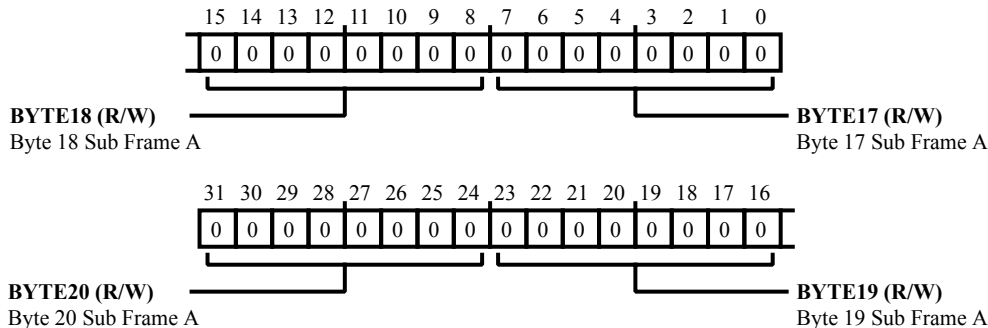 15 14 13 12 11 10 9 8 7 6 5 4 3 2 1 0
0 0 0 0 0 0 0 0 0 0 0 0 0 0 0 0
BYTE18 (R/W) BYTE17 (R/W)
Byte 18 Sub Frame A Byte 17 Sub Frame A
31 30 29 28 27 26 25 24 23 22 21 20 19 18 17 16
0 0 0 0 0 0 0 0 0 0 0 0 0 0 0 0
BYTE20 (R/W) BYTE19 (R/W)
Byte 20 Sub Frame A Byte 19 Sub Frame A